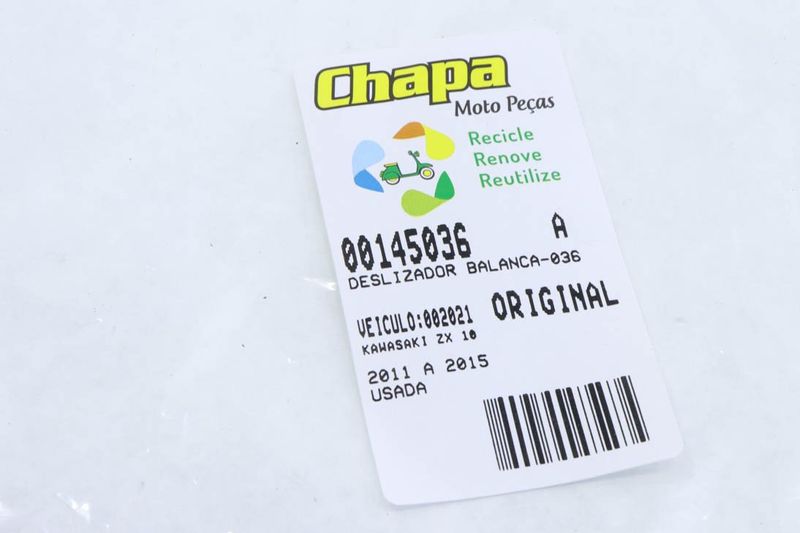 Chapa
Moto Peças
Recicle
Renove
Reutilize
00145036 A
DESLIZADOR BALANCA-036
VEICULO:002021 ORIGINAL
KAWASAKI ZX 10
2011 A 2015
USADA